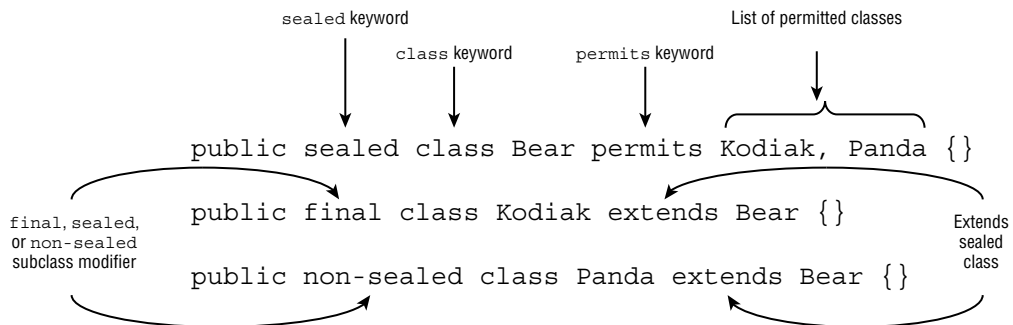 sealed keyword
List of permitted classes
class keyword
permits keyword
public sealed class Bear permits Kodiak, Panda {}
public final class Kodiak extends Bear {}
final, sealed,
or non-sealed
subclass modifier
Extends
sealed
class
public non-sealed class Panda extends Bear {}